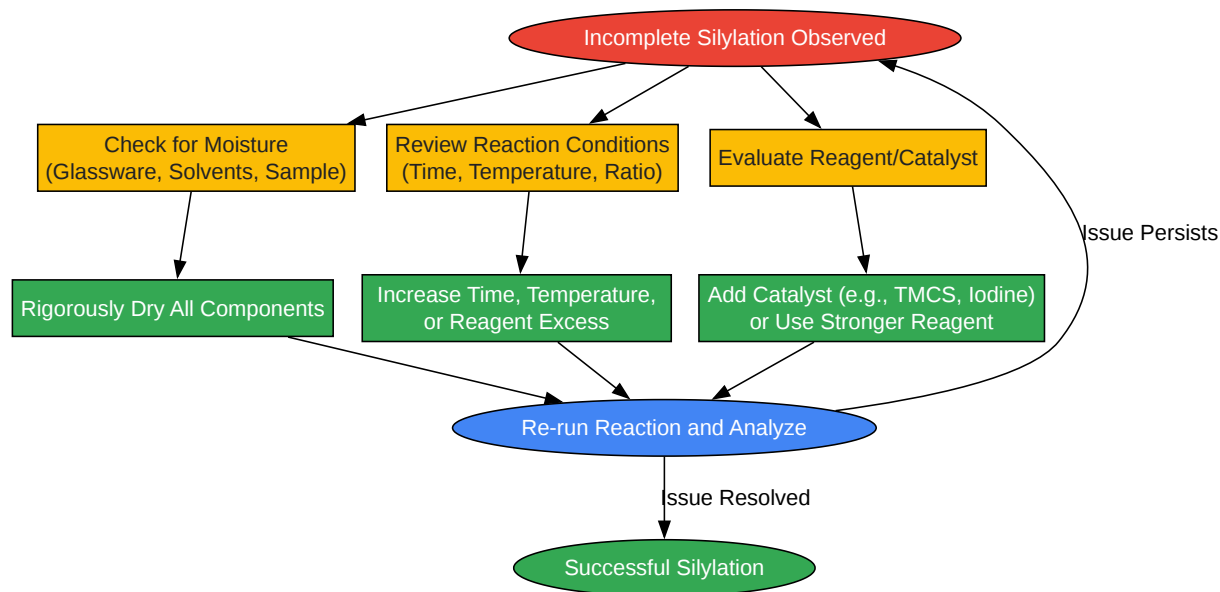 Incomplete Silylation Observed
Check for Moisture
(Glassware, Solvents, Sample)
Review Reaction Conditions
(Time, Temperature, Ratio)
Evaluate Reagent/Catalyst
Issue Persists
Rigorously Dry All Components
Increase Time, Temperature,
or Reagent Excess
Add Catalyst (e.g., TMCS, Iodine)
or Use Stronger Reagent
Re-run Reaction and Analyze
Issue Resolved
Successful Silylation